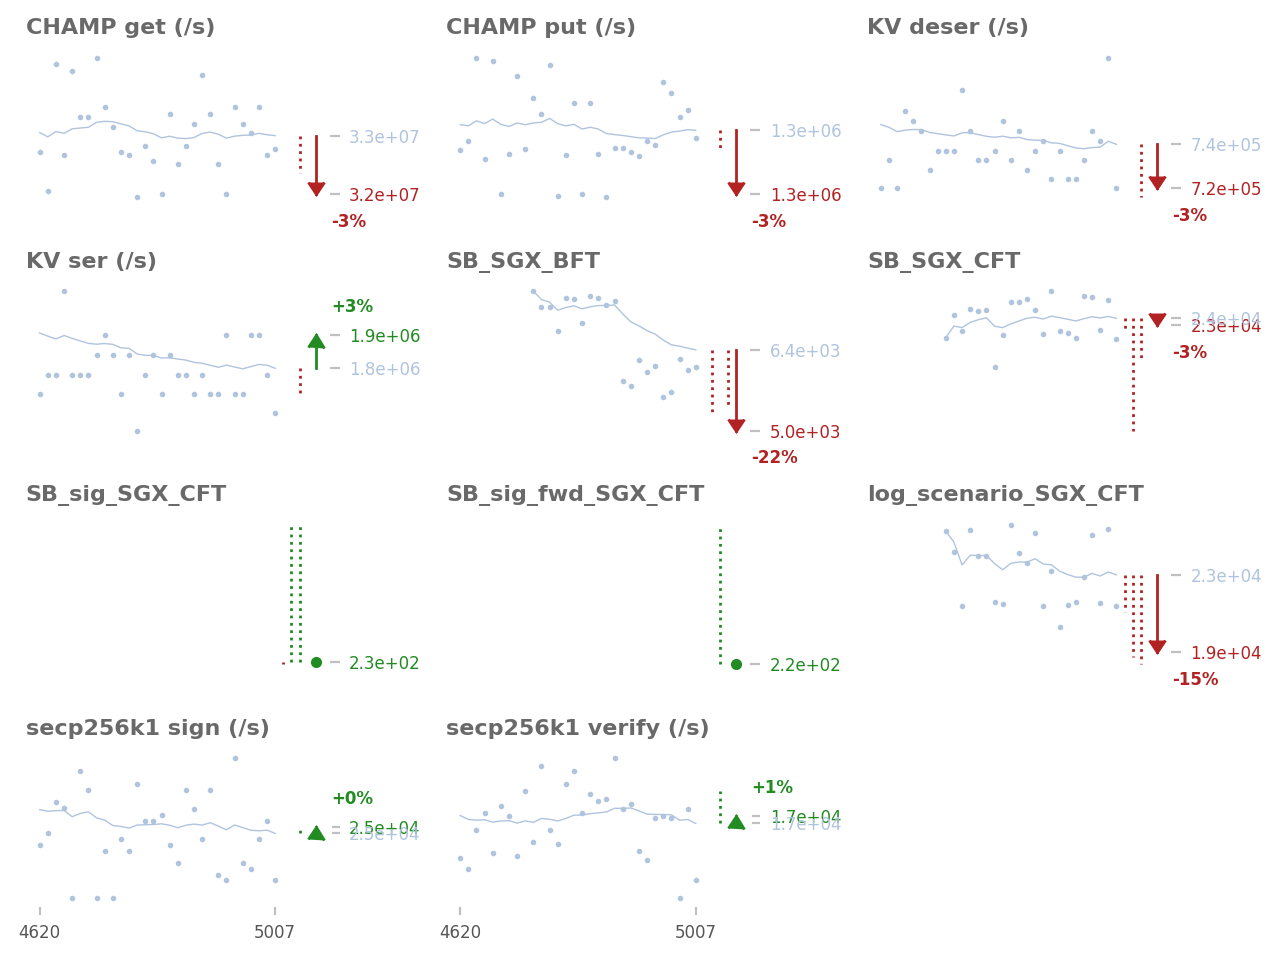 CHAMP get (/s)
3.3e+07
3.2e+07
-3%
CHAMP put (/s)
1.3e+06
1.3e+06
-3%
KV deser (/s)
7.4e+05
7.2e+05
-3%
KV ser (/s)
+3%
1.9e+06
1.8e+06
SB_SGX_BFT
6.4e+03
5.0e+03
-22%
SB_SGX_CFT
2.4e+04
2.3e+04
-3%
SB_sig_SGX_CFT
2.3e+02
SB_sig_fwd_SGX_CFT
2.2e+02
log_scenario_SGX_CFT
2.3e+04
1.9e+04
-15%
secp256k1 sign (/s)
+0%
2.5e+04
2.5e+04
4620
5007
secp256k1 verify (/s)
+1%
1.7e+04
1.7e+04
4620
5007